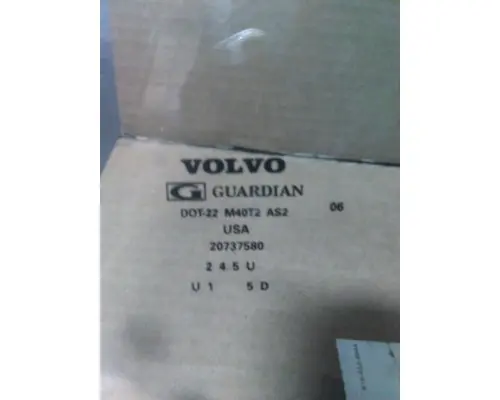 VOLVO
G GUARDIAN
DOT-22 M40T2 AS2 06
USA
20737580
2 4 5 U
U 1 5 D